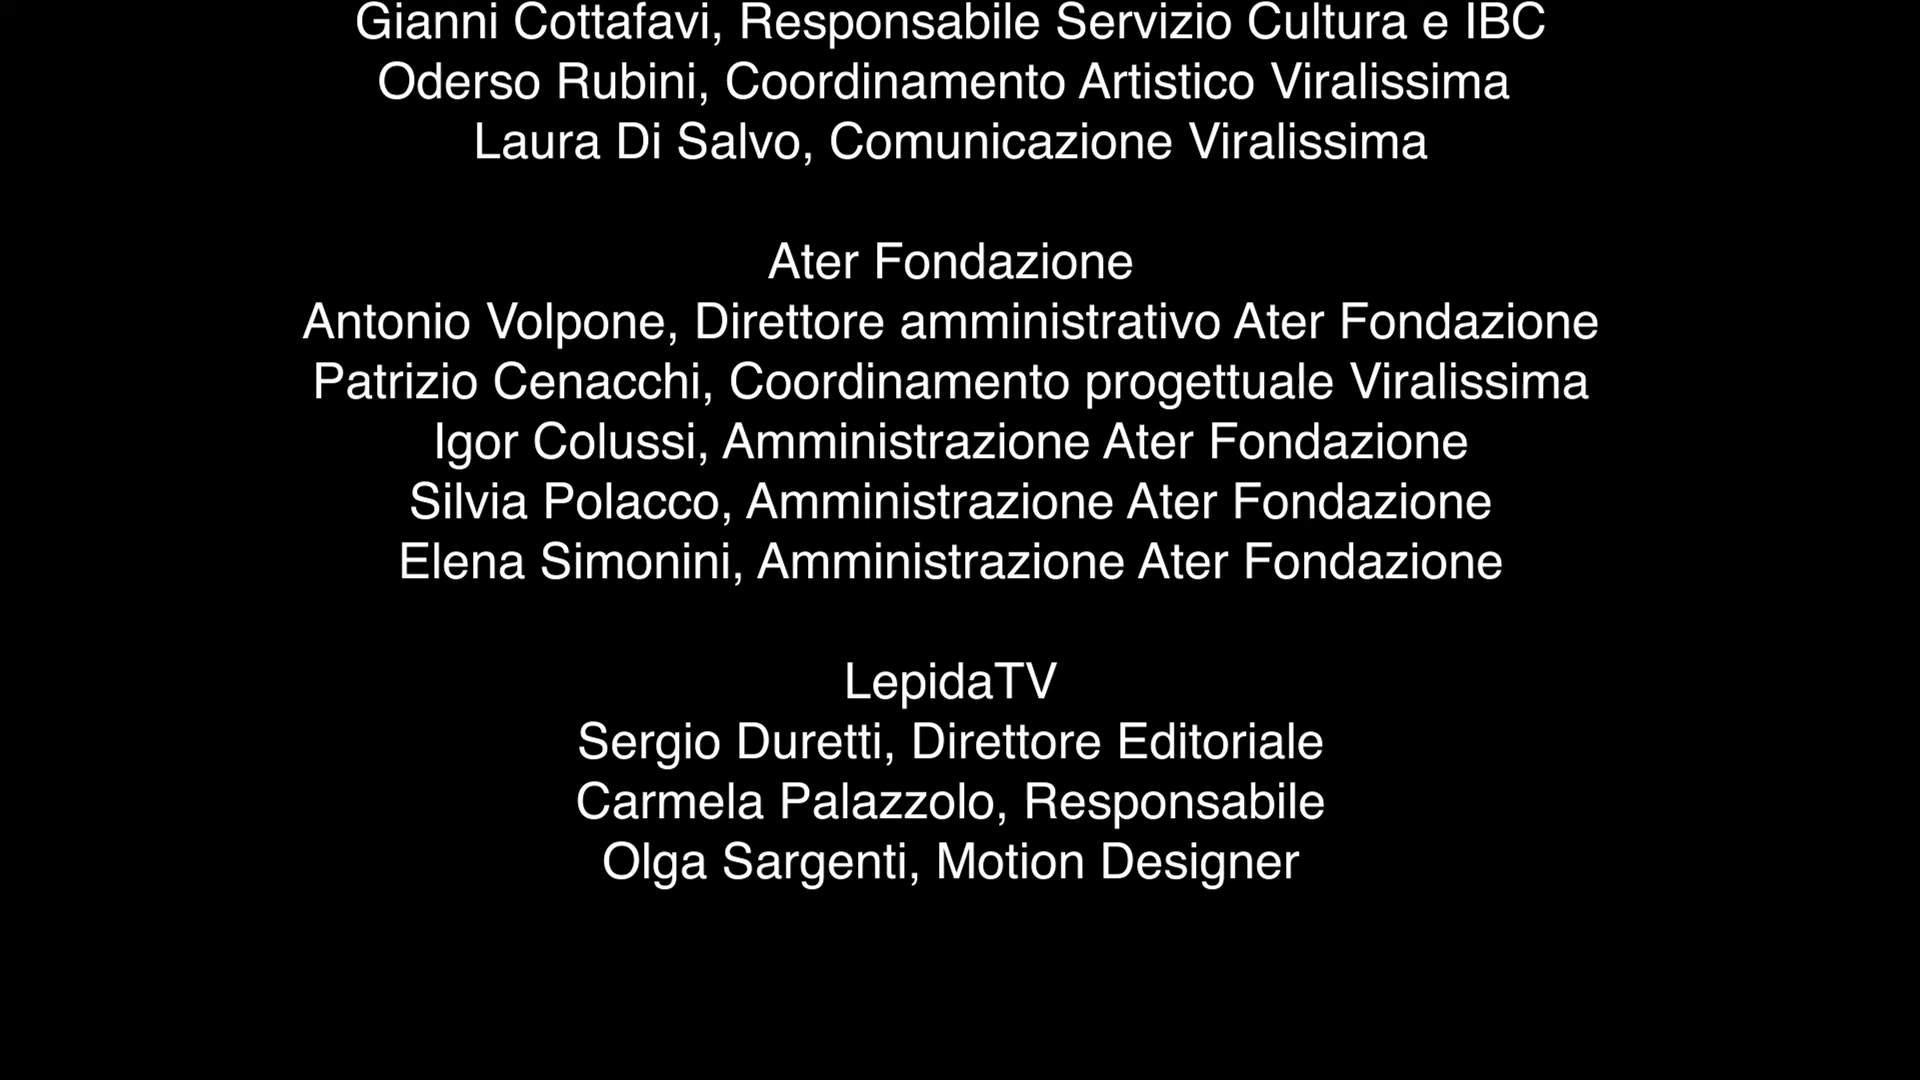 Gianni Cottafavi, Responsabile Servizio Cultura e IBC
Oderso Rubini, Coordinamento Artistico Viralissima
Laura Di Salvo, Comunicazione Viralissima
Ater Fondazione
Antonio Volpone, Direttore amministrativo Ater Fondazione
Patrizio Cenacchi, Coordinamento progettuale Viralissima
Igor Colussi, Amministrazione Ater Fondazione
Silvia Polacco, Amministrazione Ater Fondazione
Elena Simonini, Amministrazione Ater Fondazione
LepidaTV
Sergio Duretti, Direttore Editoriale
Carmela Palazzolo, Responsabile
Olga Sargenti, Motion Designer